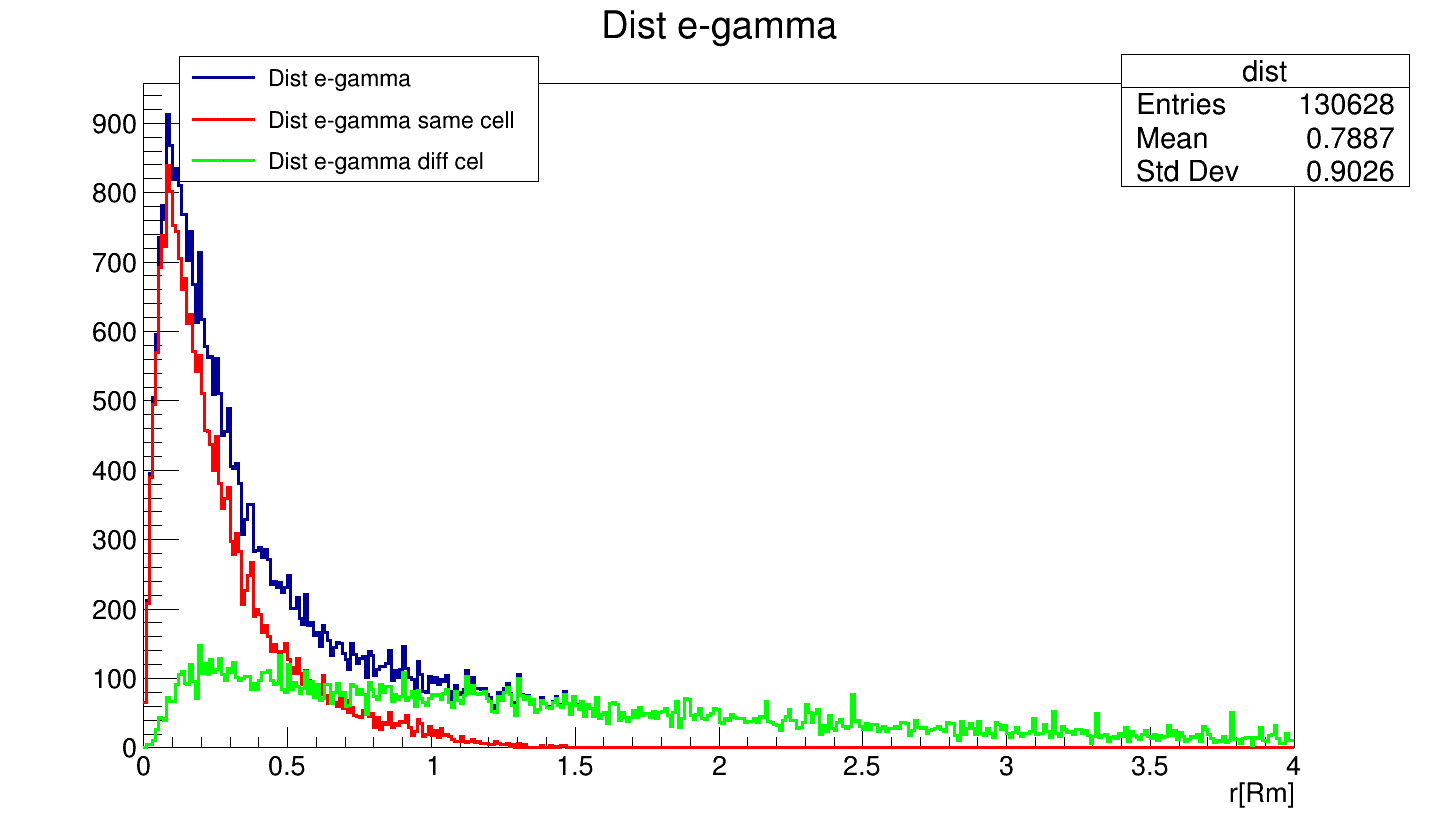 Dist e-gamma
Dist e-gamma
Dist e-gamma same cell
Dist e-gamma diff cel
dist
Entries 130628
Mean 0.7887
Std Dev 0.9026
900
800
700
600
500
400
300
200
100
0
0 0.5 1 1.5 2 2.5 3 3.5 4
r[Rm]